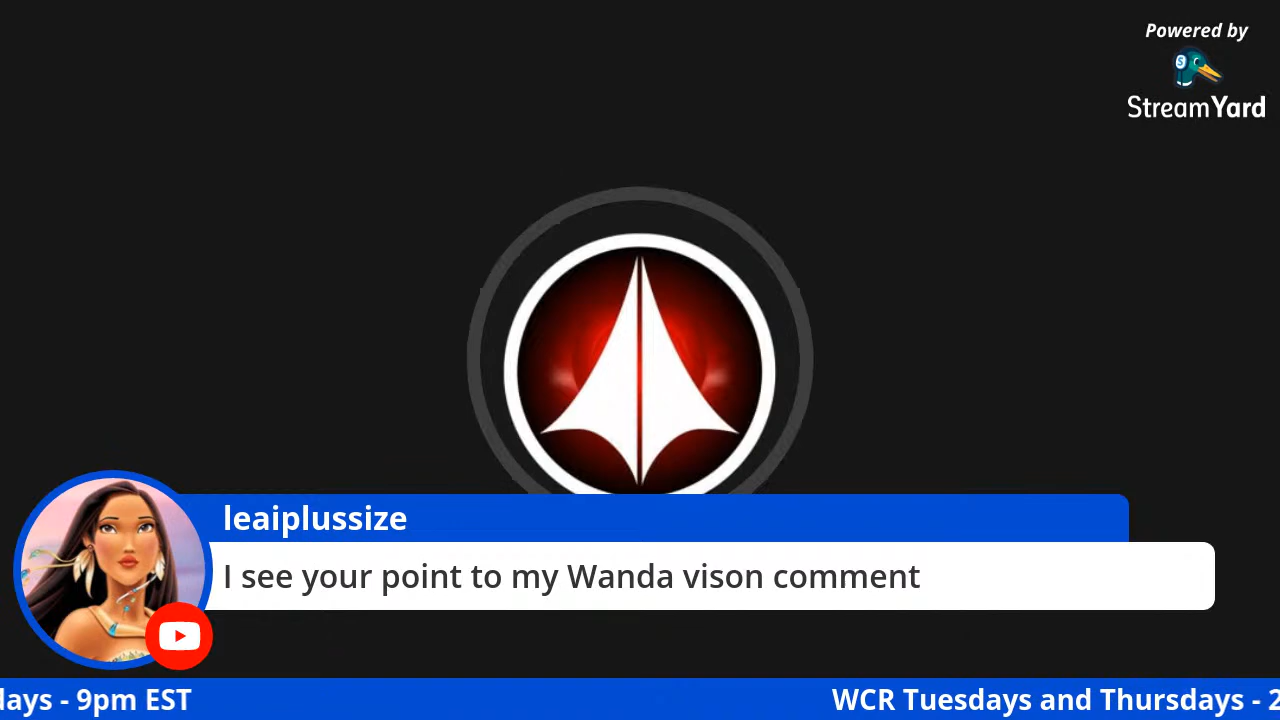 Powered by
StreamYard
leaiplussize
I see your point to my Wanda vison comment
days - 9pm EST
WCR Tuesdays and Thursdays - 2